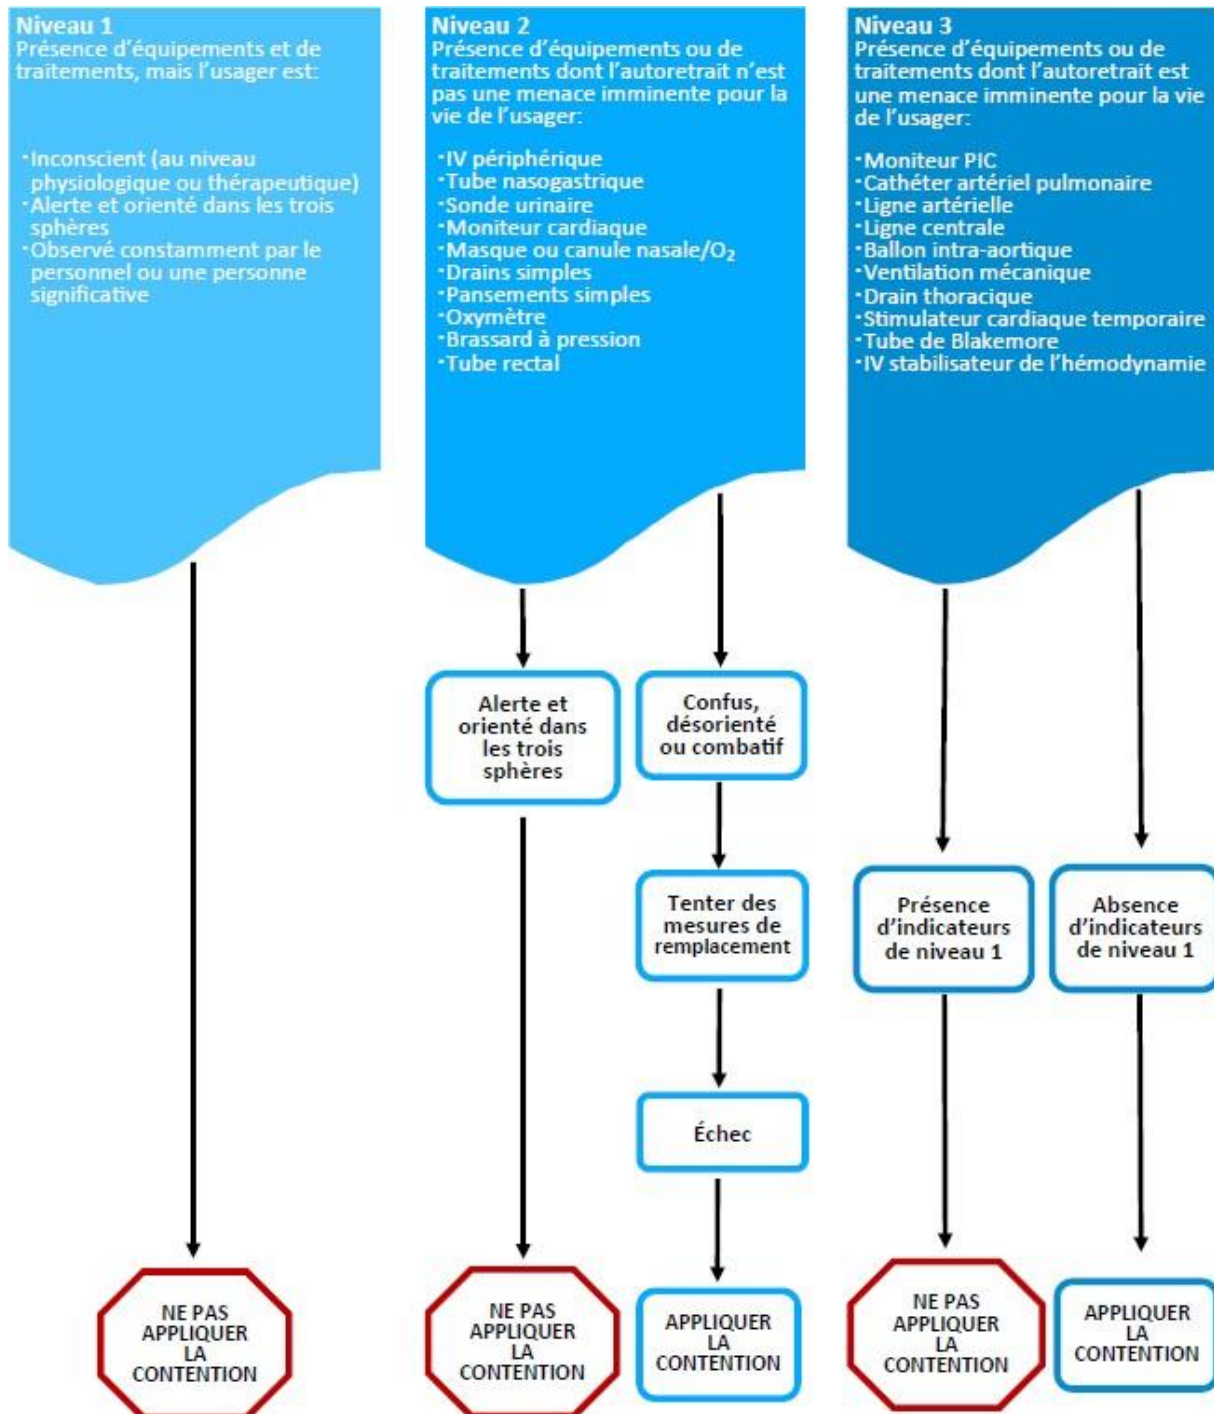 Niveau 1
Présence d'équipements et de
traitements, mais l'usager est:
·Inconscient (au niveau
physiologique ou thérapeutique)
·Alerte et orienté dans les trois
sphères
·Observé constamment par le
personnel ou une personne
significative
NE PAS
APPLIQUER
LA
CONTENTION
Niveau 2
Présence d'équipements ou de
traitements dont l'autoretrait n'est
pas une menace imminente pour la
vie de l'usager:
·IV périphérique
·Tube nasogastrique
·Sonde urinaire
·Moniteur cardiaque
·Masque ou canule nasale/O₂
·Drains simples
·Pansements simples
·Oxymètre
·Brassard à pression
·Tube rectal
Alerte et
orienté dans
les trois
sphères
NE PAS
APPLIQUER
LA
CONTENTION
Confus,
désorienté
ou combatif
Tenter des
mesures de
remplacement
Échec
APPLIQUER
LA
CONTENTION
Niveau 3
Présence d'équipements ou de
traitements dont l'autoretrait est
une menace imminente pour la vie
de l'usager:
·Moniteur PIC
·Cathéter artériel pulmonaire
·Ligne artérielle
·Ligne centrale
·Ballon intra-aortique
·Ventilation mécanique
·Drain thoracique
·Stimulateur cardiaque temporaire
·Tube de Blakemore
·IV stabilisateur de l'hémodynamie
Présence
d'indicateurs
de niveau 1
NE PAS
APPLIQUER
LA
CONTENTION
Absence
d'indicateurs
de niveau 1
APPLIQUER
LA
CONTENTION